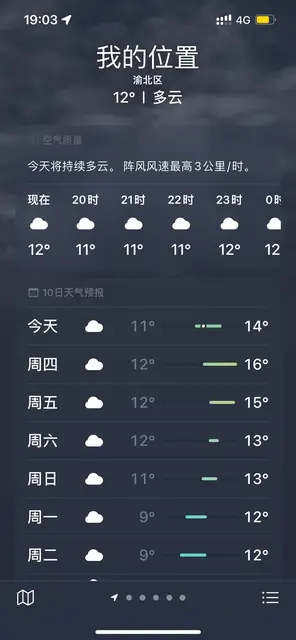 19:03 4G
我的位置
渝北区
12° | 多云
空气质量
今天将持续多云。阵风风速最高3公里/时。
现在 20时 21时 22时 23时 0时
12° 11° 11° 11° 12° 12
10日天气预报
今天 11° 14°
周四 12° 16°
周五 12° 15°
周六 12° 13°
周日 11° 13°
周一 9° 12°
周二 9° 12°